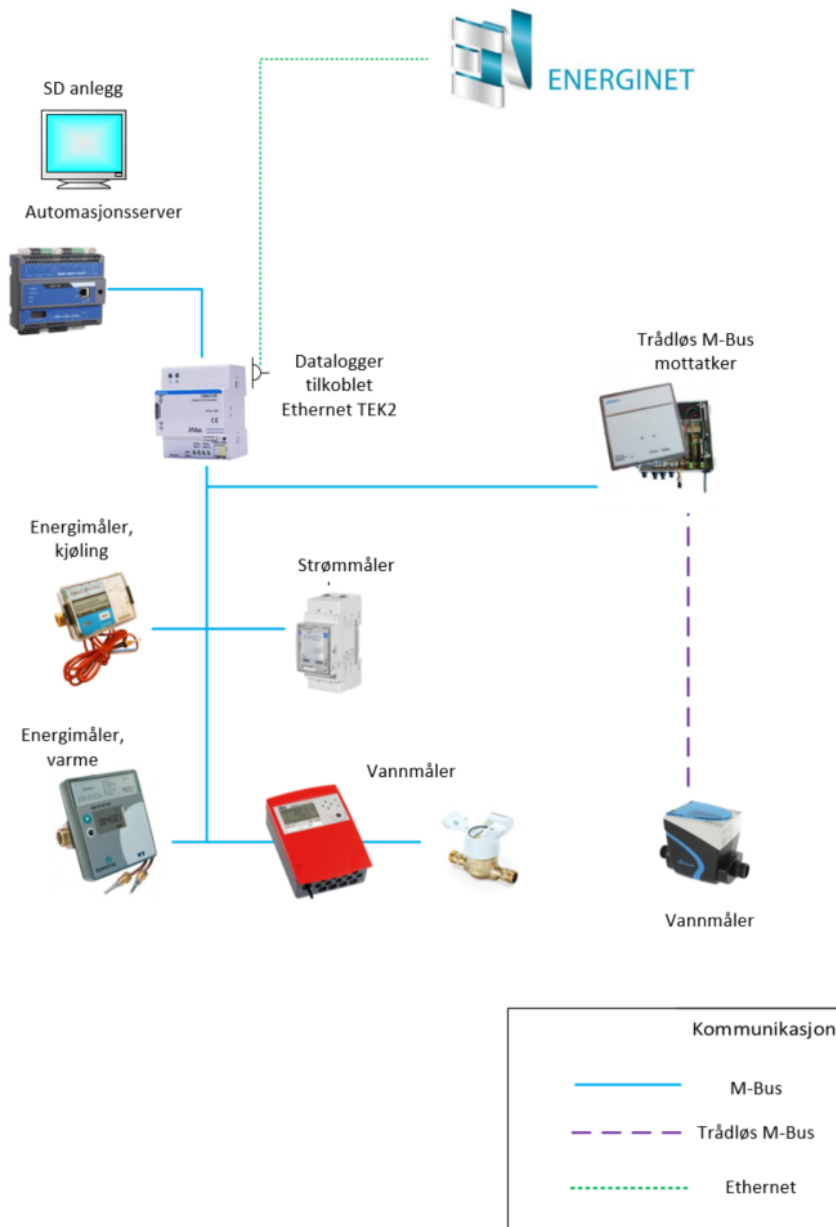 ENERGINET
SD anlegg
Automasjonsserver
Datalogger
tilkoblet
Ethernet TEK2
Trådløs M-Bus
mottatker
Energimåler,
kjøling
Strømmåler
Energimåler,
varme
Vannmåler
Vannmåler
Kommunikasjon
M-Bus
Trådløs M-Bus
Ethernet